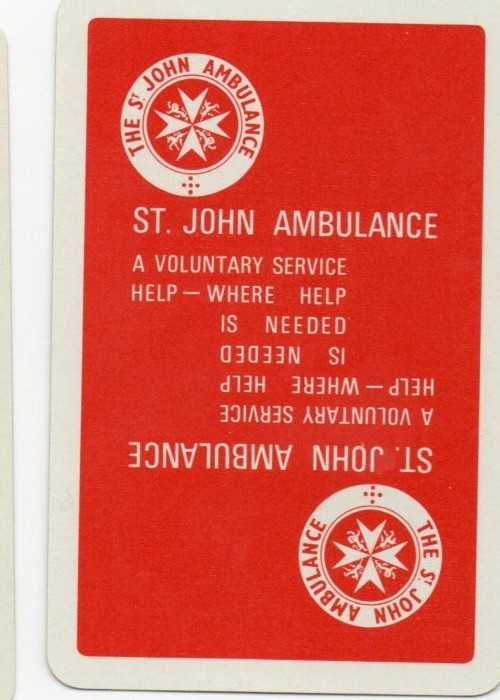 THE St JOHN AMBULANCE
ST. JOHN AMBULANCE
A VOLUNTARY SERVICE
HELP – WHERE HELP
IS NEEDED
IS NEEDED
HELP – WHERE HELP
A VOLUNTARY SERVICE
ST. JOHN AMBULANCE
THE St JOHN AMBULANCE